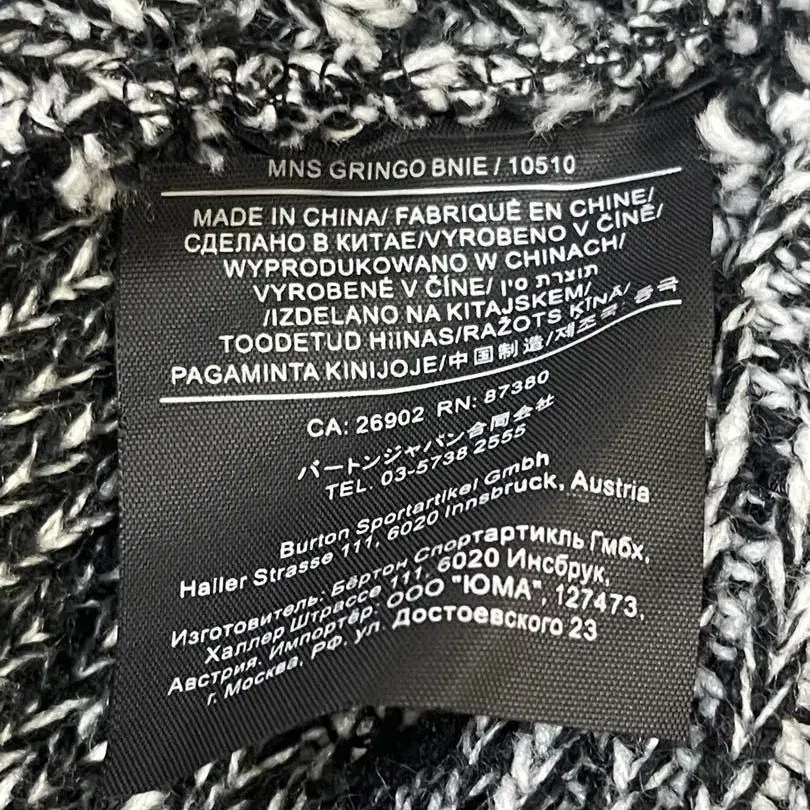 MNS GRINGO BNIE / 10510
MADE IN CHINA/ FABRIQUÉ EN CHINE/
СДЕЛАНО В КИТАЕ/VYROBENO V ČÍNĚ/
WYPRODUKOWANO W CHINACH/
VYROBENÉ V ČÍNE/ תוצרת סין
/IZDELANO NA KITAJSKEM/
TOODETUD HIINAS/RAŽOTS ĶĪNĀ/
PAGAMINTA KINIJOJE/中国制造/제조국 중국
CA: 26902 RN: 87380
バートンジャパン合同会社
TEL. 03-5738 2555
Burton Sportartikel Gmbh
Haller Strasse 111, 6020 Innsbruck, Austria
Изготовитель: Бёртон Спортартикль Гмбх,
Халлер Штрассе 111, 6020 Инсбрук,
Австрия. Импортёр: ООО "ЮМА", 127473,
г. Москва, РФ, ул. Достоевского 23